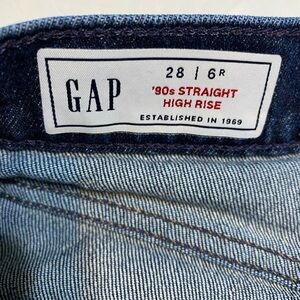 GAP
28 | 6R
'90s STRAIGHT
HIGH RISE
ESTABLISHED IN 1969